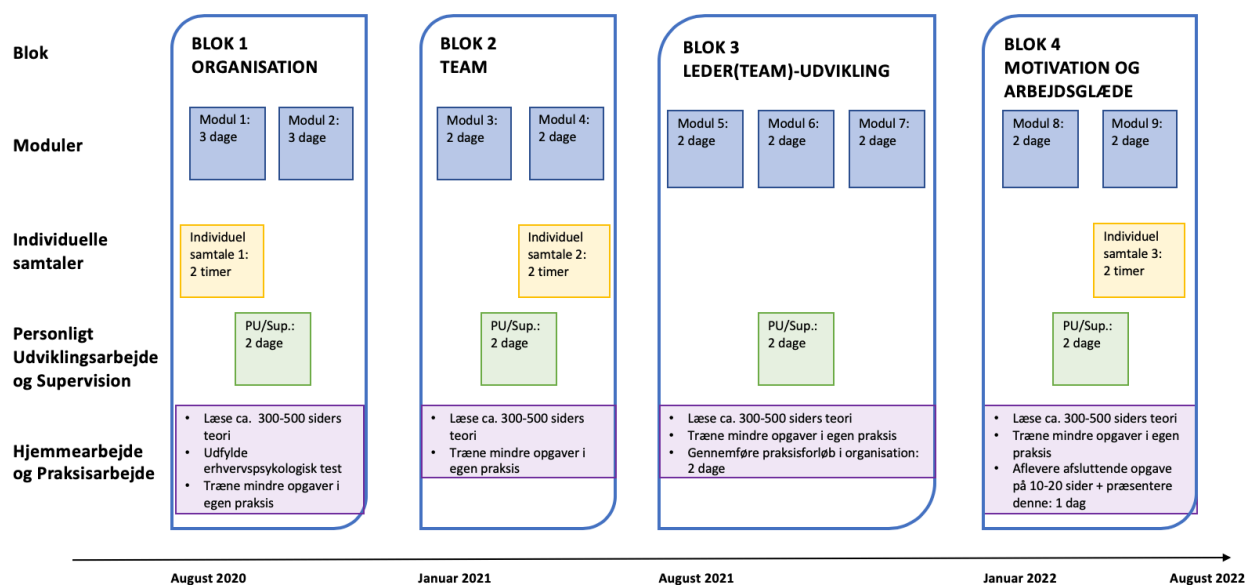 Blok
BLOK 1
ORGANISATION
BLOK 2
TEAM
BLOK 3
LEDER(TEAM)-UDVIKLING
BLOK 4
MOTIVATION OG
ARBEJDSGLÆDE
Moduler
Modul 1:
3 dage
Modul 2:
3 dage
Modul 3:
2 dage
Modul 4:
2 dage
Modul 5:
2 dage
Modul 6:
2 dage
Modul 7:
2 dage
Modul 8:
2 dage
Modul 9:
2 dage
Individuelle
samtaler
Individuel
samtale 1:
2 timer
Individuel
samtale 2:
2 timer
Individuel
samtale 3:
2 timer
Personligt
Udviklingsarbejde
og Supervision
PU/Sup.:
2 dage
PU/Sup.:
2 dage
PU/Sup.:
2 dage
PU/Sup.:
2 dage
Hjemmearbejde
og Praksisarbejde
• Læse ca. 300-500 siders
teori
• Udfylde
erhvervspsykologisk test
• Træne mindre opgaver i
egen praksis
• Læse ca. 300-500 siders
teori
• Træne mindre opgaver i
egen praksis
• Læse ca. 300-500 siders teori
• Træne mindre opgaver i egen praksis
• Gennemføre praksisforløb i organisation:
2 dage
• Læse ca. 300-500 siders teori
• Træne mindre opgaver i egen
praksis
• Aflevere afsluttende opgave
på 10-20 sider + præsentere
denne: 1 dag
August 2020
Januar 2021
August 2021
Januar 2022
August 2022